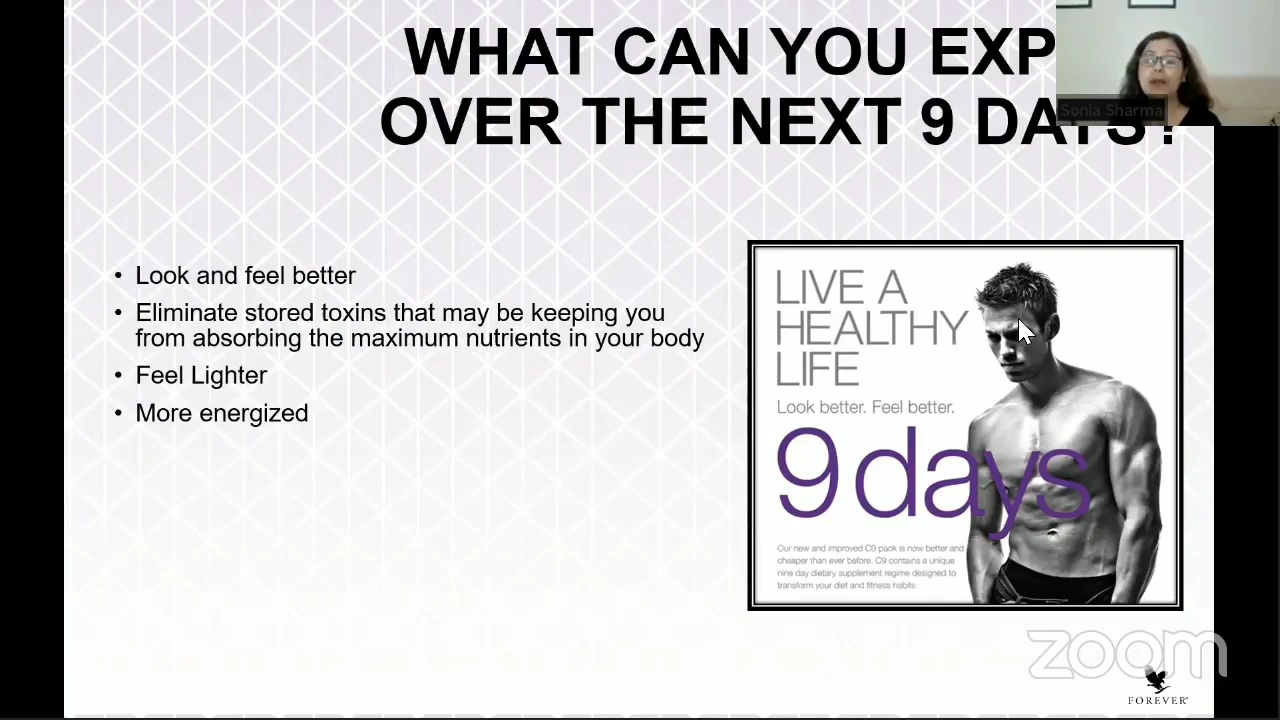 WHAT CAN YOU EXP
OVER THE NEXT 9 DAYS?
Sonia Sharma
• Look and feel better
• Eliminate stored toxins that may be keeping you
from absorbing the maximum nutrients in your body
• Feel Lighter
• More energized
LIVE A
HEALTHY
LIFE
Look better. Feel better.
9 days
Our new and improved C9 pack is now better and
cheaper than ever before. C9 contains a unique
nine day dietary supplement regime designed to
transform your diet and fitness habits.
zoom
FOREVER